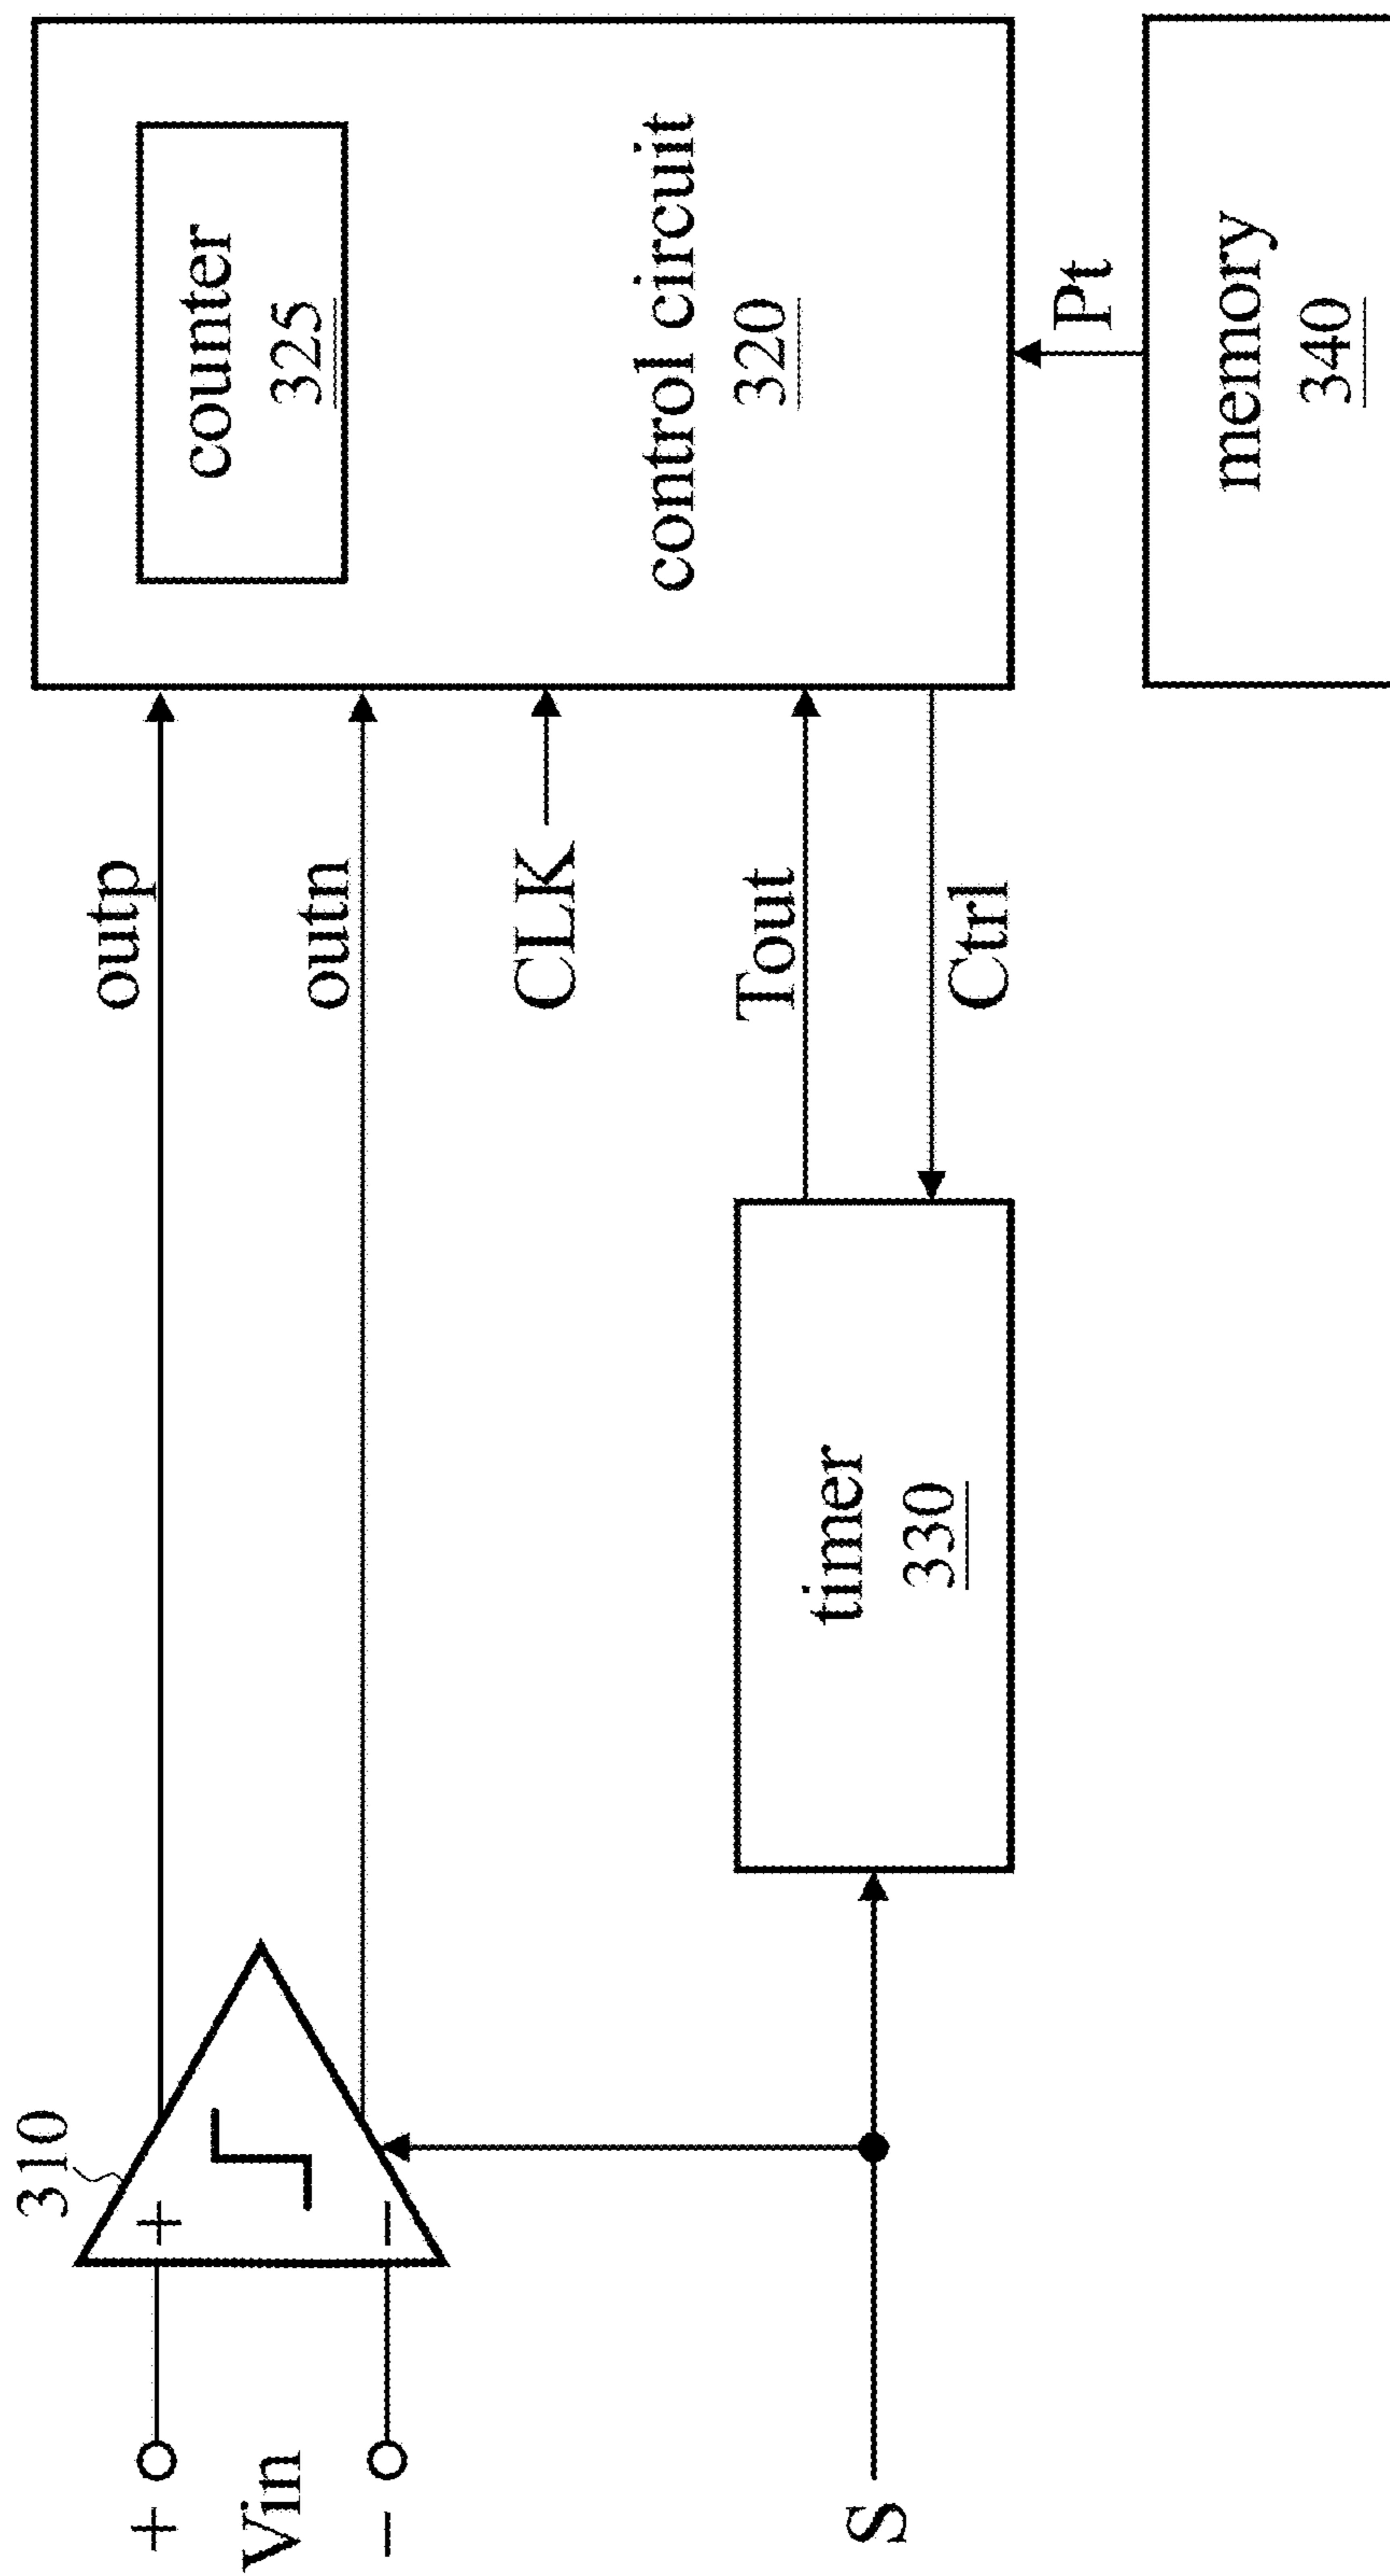 310
+
Vin
−
+
−
S
outp
outn
CLK
Tout
Ctrl
timer
330
counter
325
control circuit
320
Pt
memory
340